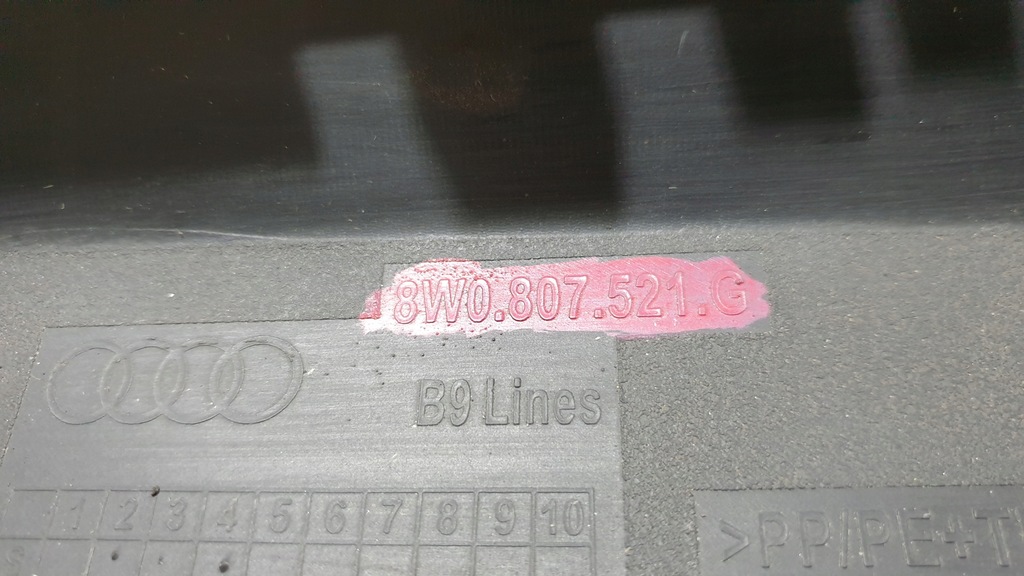 8W0.807.521.G
B9 Lines
1 2 3 4 5 6 7 8 9 10
>PP/PE+T